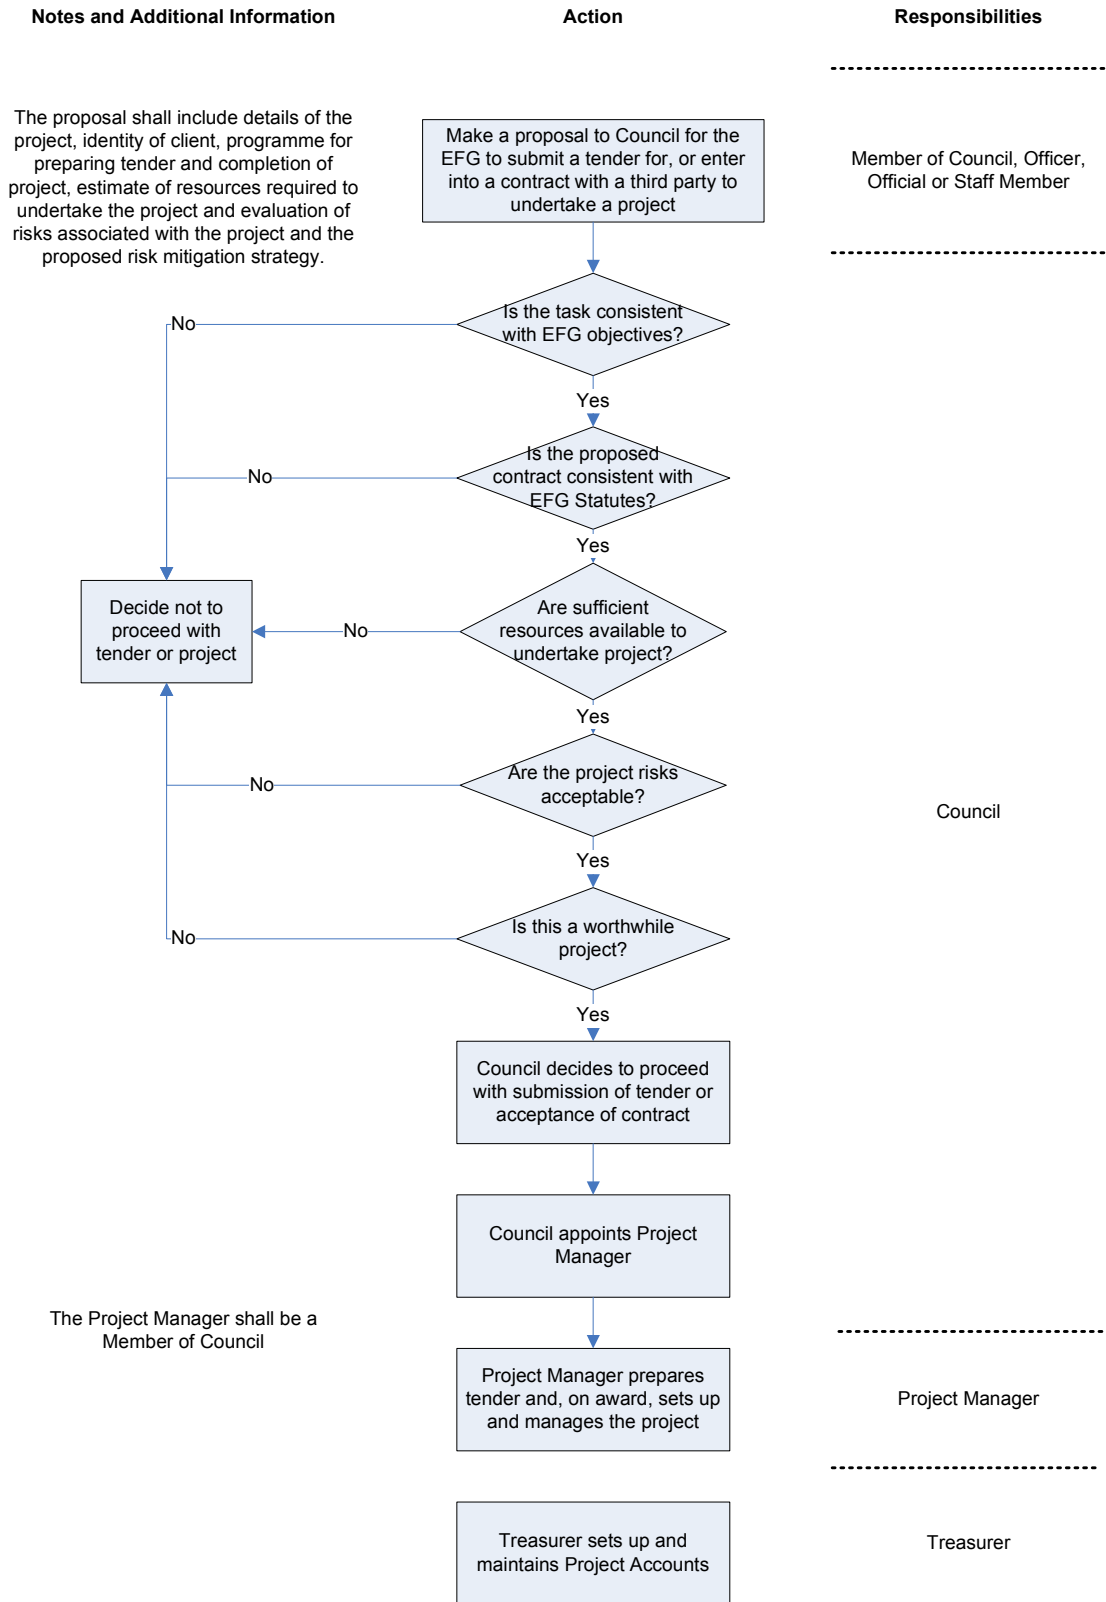 Notes and Additional Information
Action
Responsibilities
The proposal shall include details of the
project, identity of client, programme for
preparing tender and completion of
project, estimate of resources required to
undertake the project and evaluation of
risks associated with the project and the
proposed risk mitigation strategy.
Make a proposal to Council for the
EFG to submit a tender for, or enter
into a contract with a third party to
undertake a project
Member of Council, Officer,
Official or Staff Member
Is the task consistent
with EFG objectives?
No
Yes
Is the proposed
contract consistent with
EFG Statutes?
No
Yes
Are sufficient
resources available to
undertake project?
No
Decide not to
proceed with
tender or project
Yes
Are the project risks
acceptable?
No
Council
Yes
Is this a worthwhile
project?
No
Yes
Council decides to proceed
with submission of tender or
acceptance of contract
Council appoints Project
Manager
The Project Manager shall be a
Member of Council
Project Manager prepares
tender and, on award, sets up
and manages the project
Project Manager
Treasurer sets up and
maintains Project Accounts
Treasurer